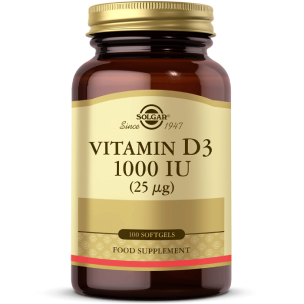 SOLGAR
Since 1947
VITAMIN D3
1000 IU
(25 µg)
100 SOFTGELS
FOOD SUPPLEMENT